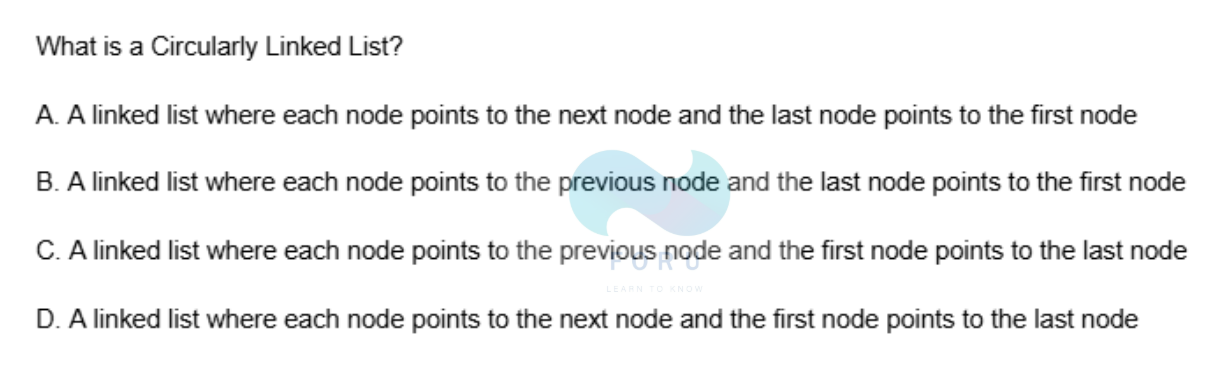 What is a Circularly Linked List?
A. A linked list where each node points to the next node and the last node points to the first node
B. A linked list where each node points to the previous node and the last node points to the first node
C. A linked list where each node points to the previous node and the first node points to the last node
FORU
LEARN TO KNOW
D. A linked list where each node points to the next node and the first node points to the last node